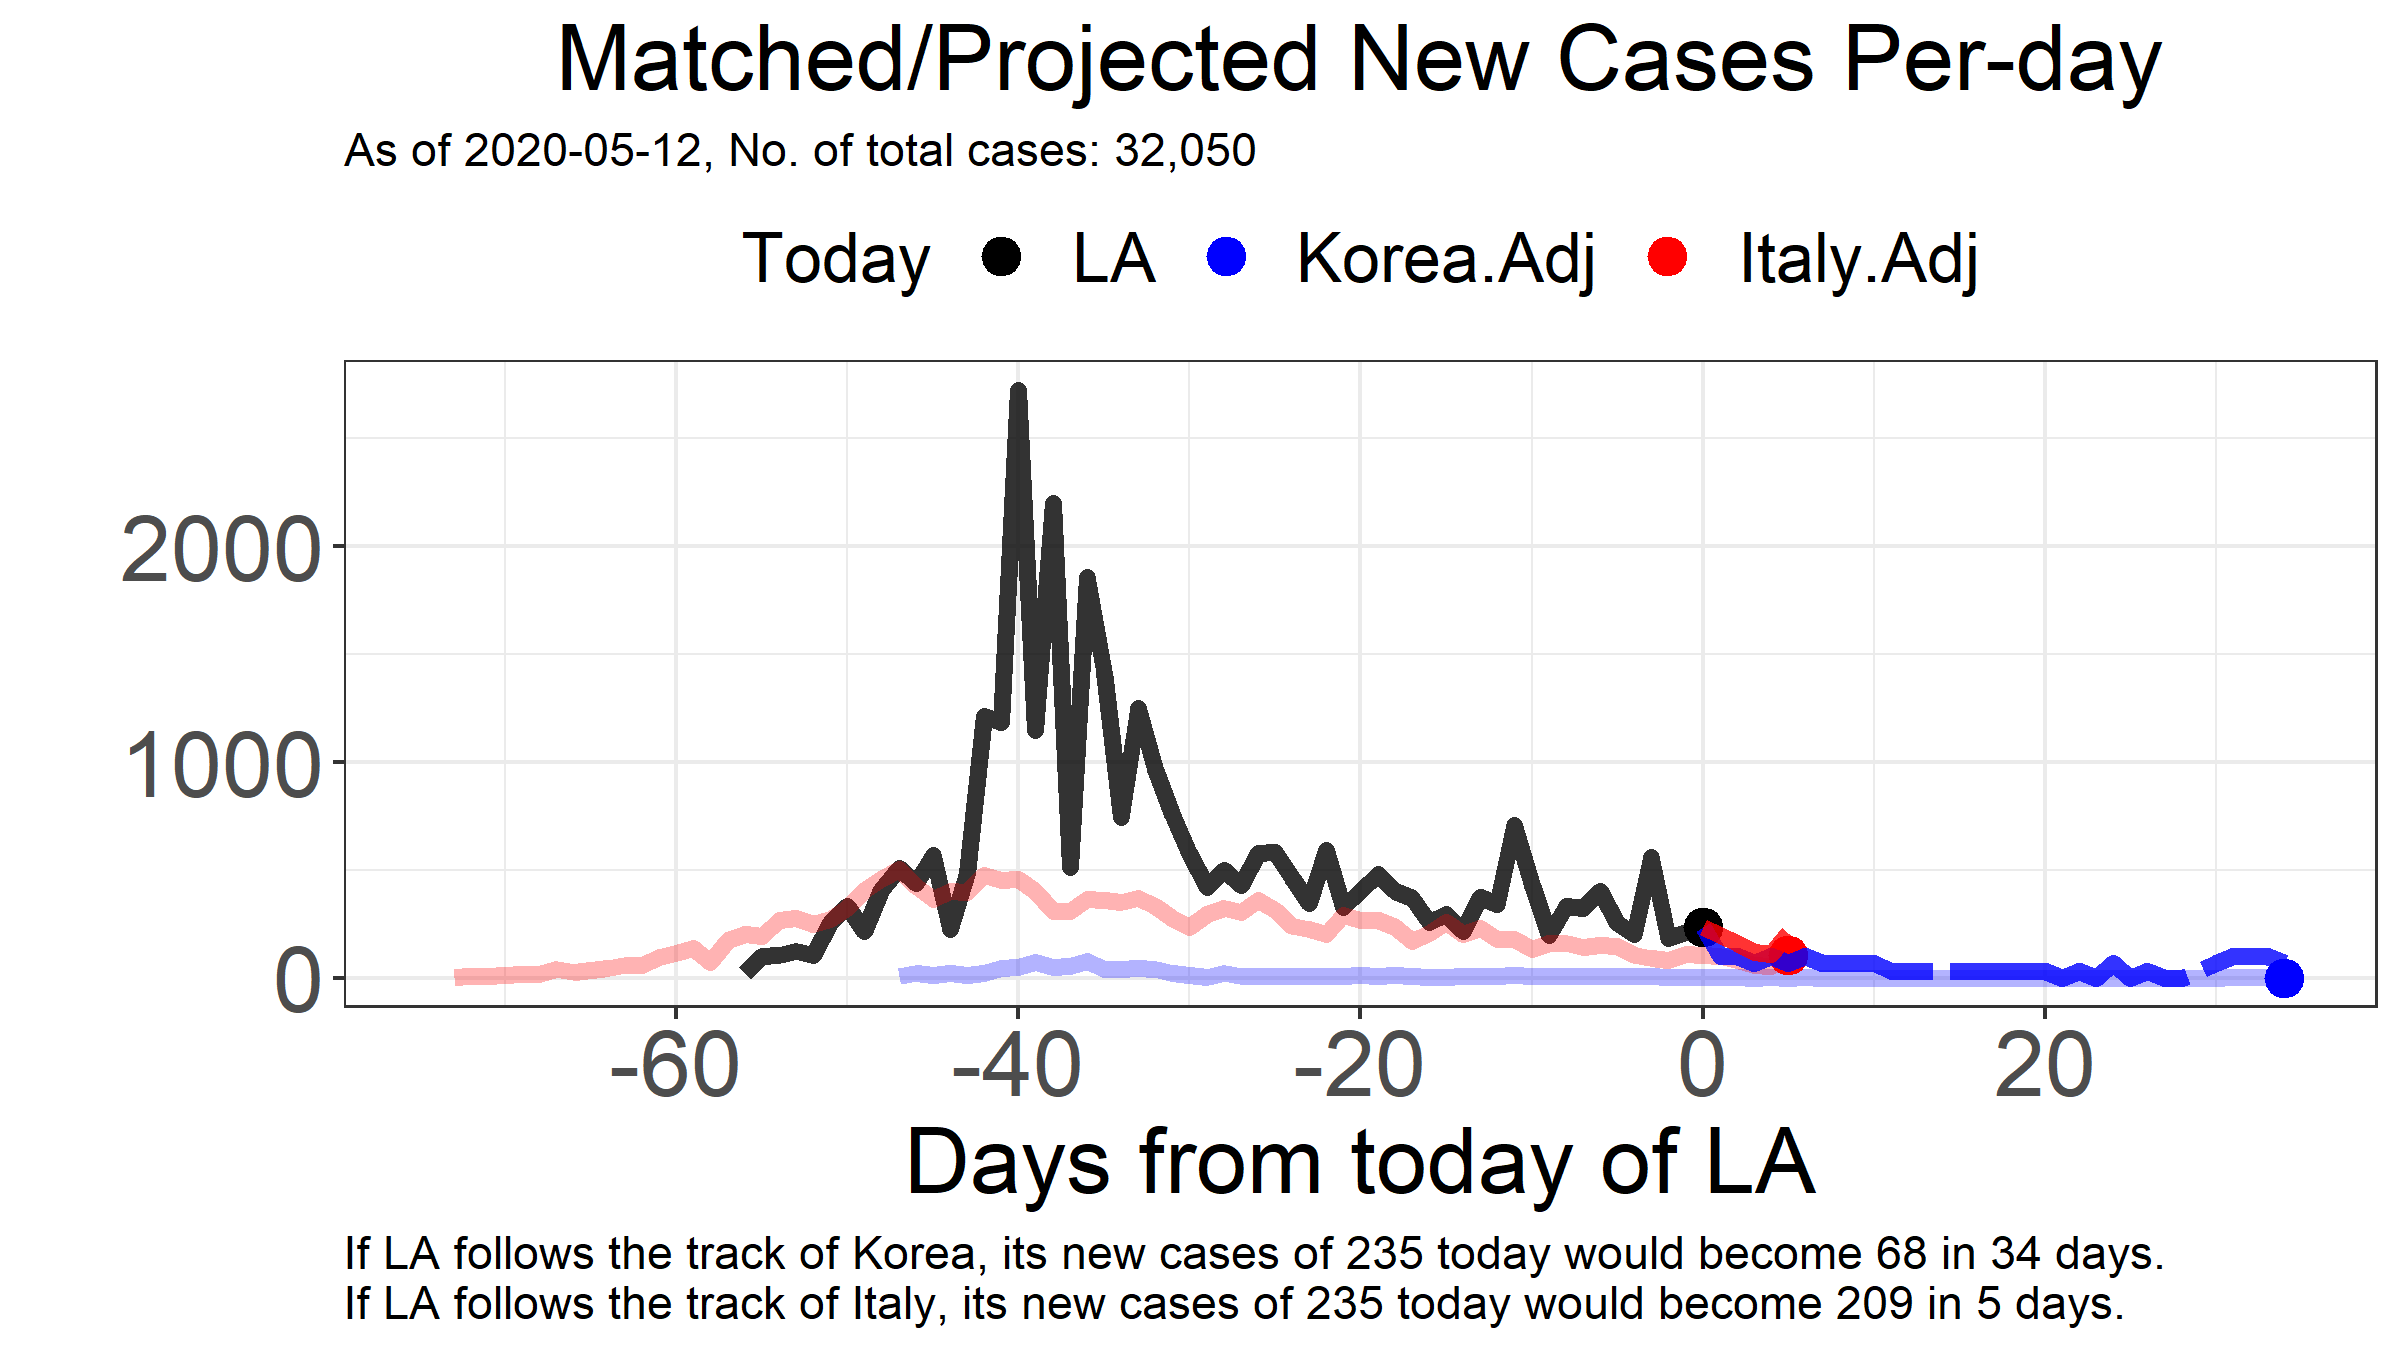 Matched/Projected New Cases Per-day
As of 2020-05-12, No. of total cases: 32,050
Today LA Korea.Adj Italy.Adj
2000
1000
0
-60 -40 -20 0 20
Days from today of LA
If LA follows the track of Korea, its new cases of 235 today would become 68 in 34 days.
If LA follows the track of Italy, its new cases of 235 today would become 209 in 5 days.